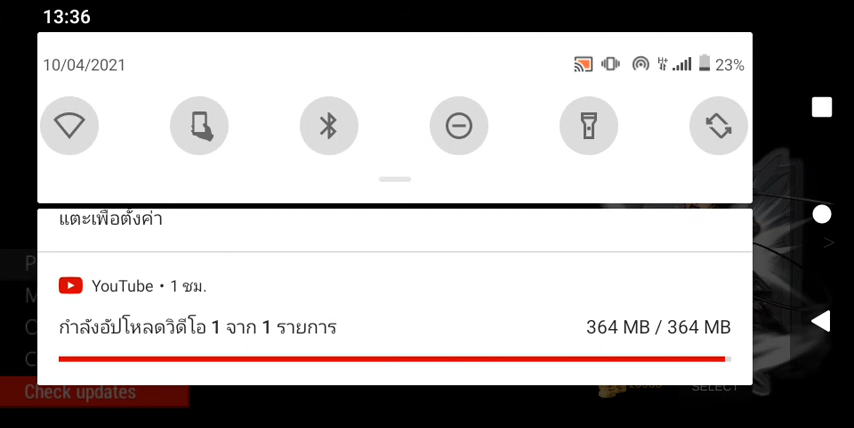 13:36
10/04/2021
23%
แตะเพื่อตั้งค่า
YouTube • 1 ชม.
กำลังอัปโหลดวิดีโอ 1 จาก 1 รายการ
364 MB / 364 MB
Check updates
SELECT